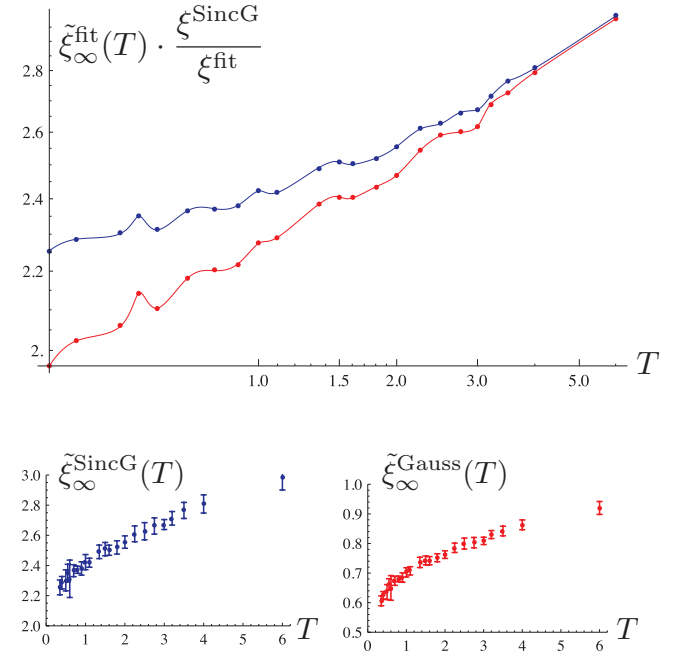 ξ̃∞^fit(T) · ξ^SincG / ξ^fit
2.8
2.6
2.4
2.2
2.
1.0 1.5 2.0 3.0 5.0 T
ξ̃∞^SincG(T)
3.0
2.8
2.6
2.4
2.2
2.0
0 1 2 3 4 5 6 T
ξ̃∞^Gauss(T)
1.0
0.9
0.8
0.7
0.6
0.5
0 1 2 3 4 5 6 T